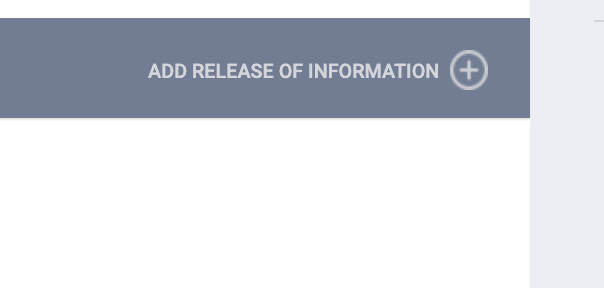 ADD RELEASE OF INFORMATION